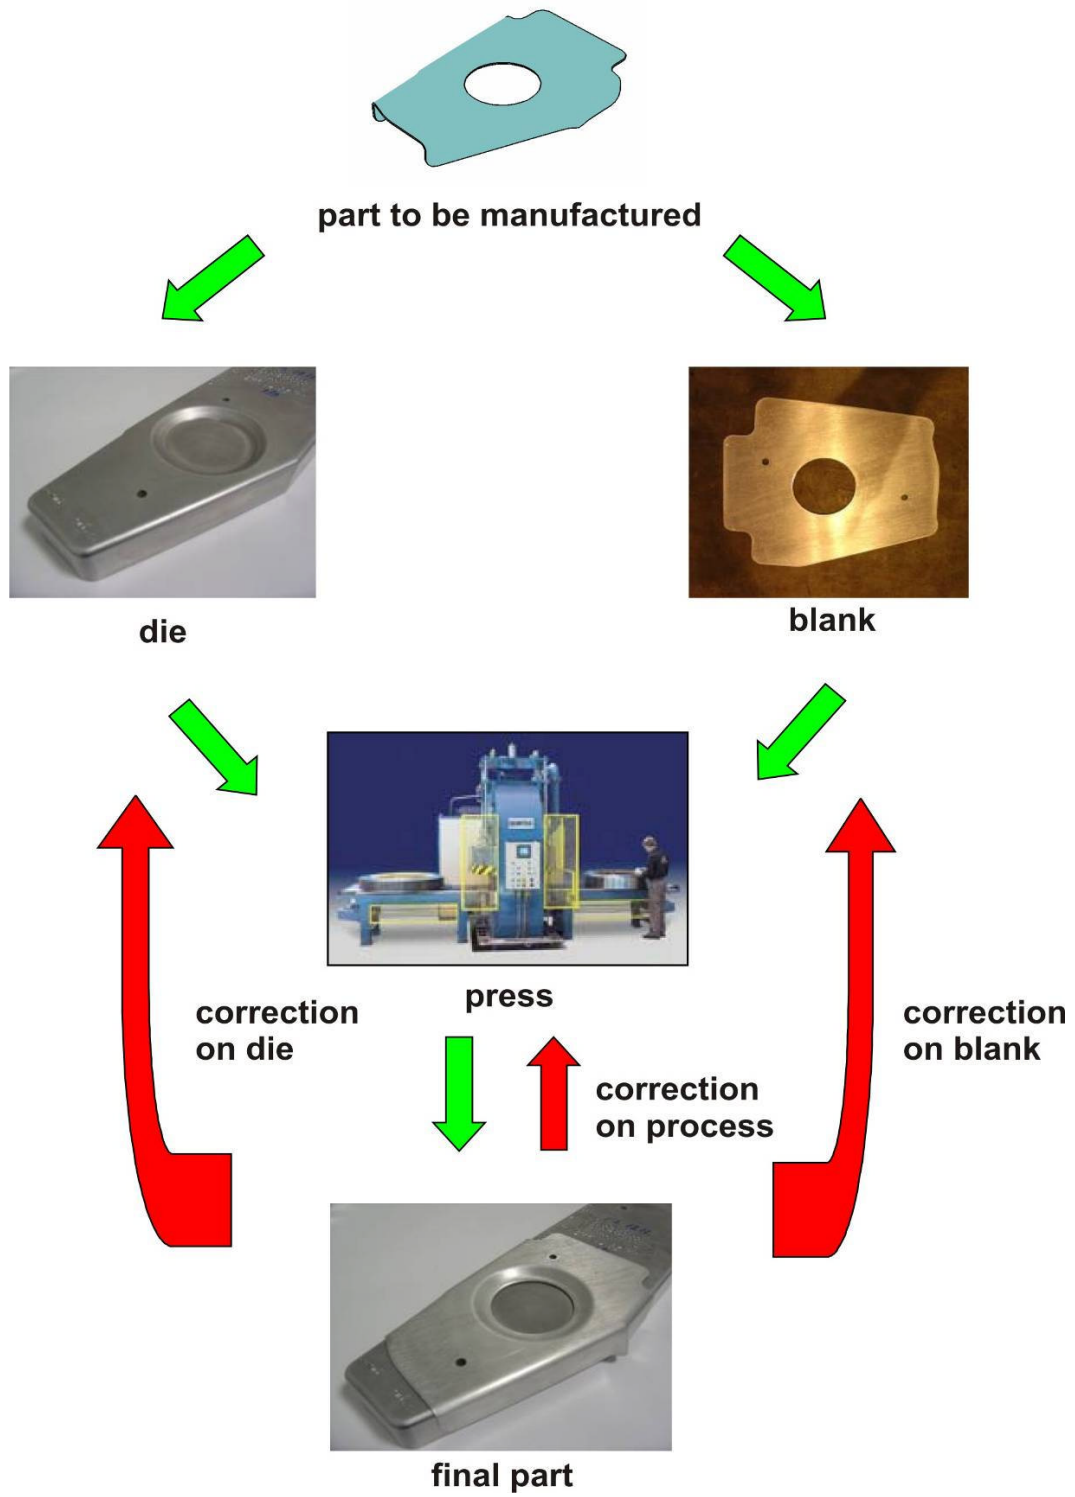 part to be manufactured
die
blank
press
correction
on die
correction
on process
correction
on blank
final part